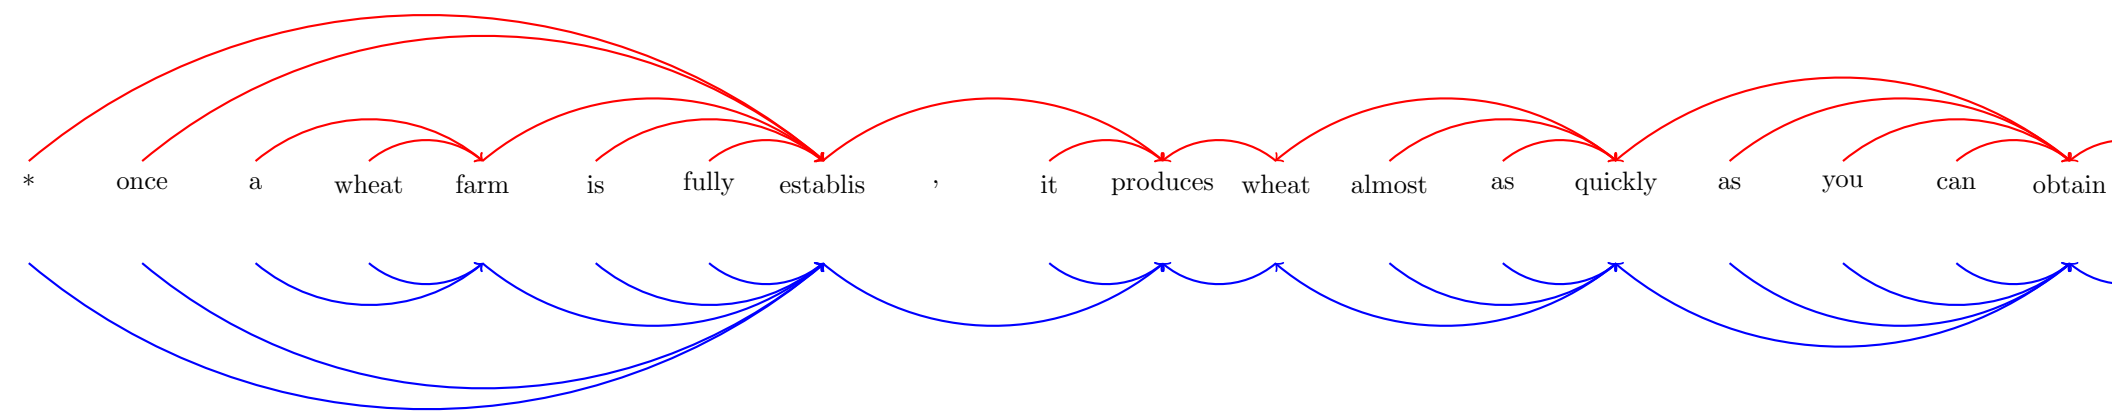 * once a wheat farm is fully establis , it produces wheat almost as quickly as you can obtain